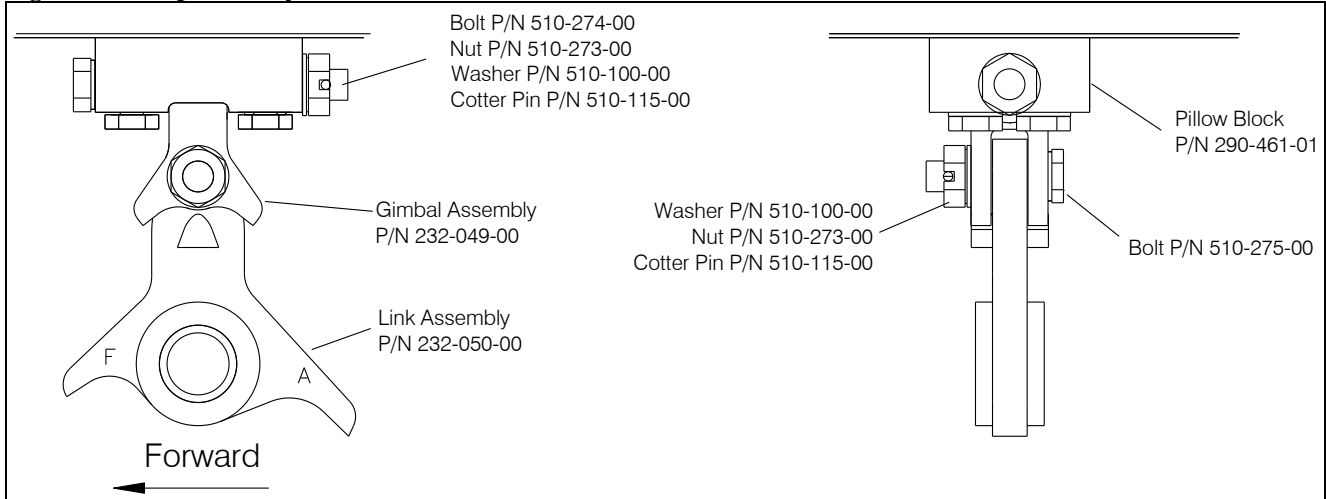 Bolt P/N 510-274-00
Nut P/N 510-273-00
Washer P/N 510-100-00
Cotter Pin P/N 510-115-00
Gimbal Assembly
P/N 232-049-00
Link Assembly
P/N 232-050-00
F
A
Forward
Pillow Block
P/N 290-461-01
Washer P/N 510-100-00
Nut P/N 510-273-00
Cotter Pin P/N 510-115-00
Bolt P/N 510-275-00